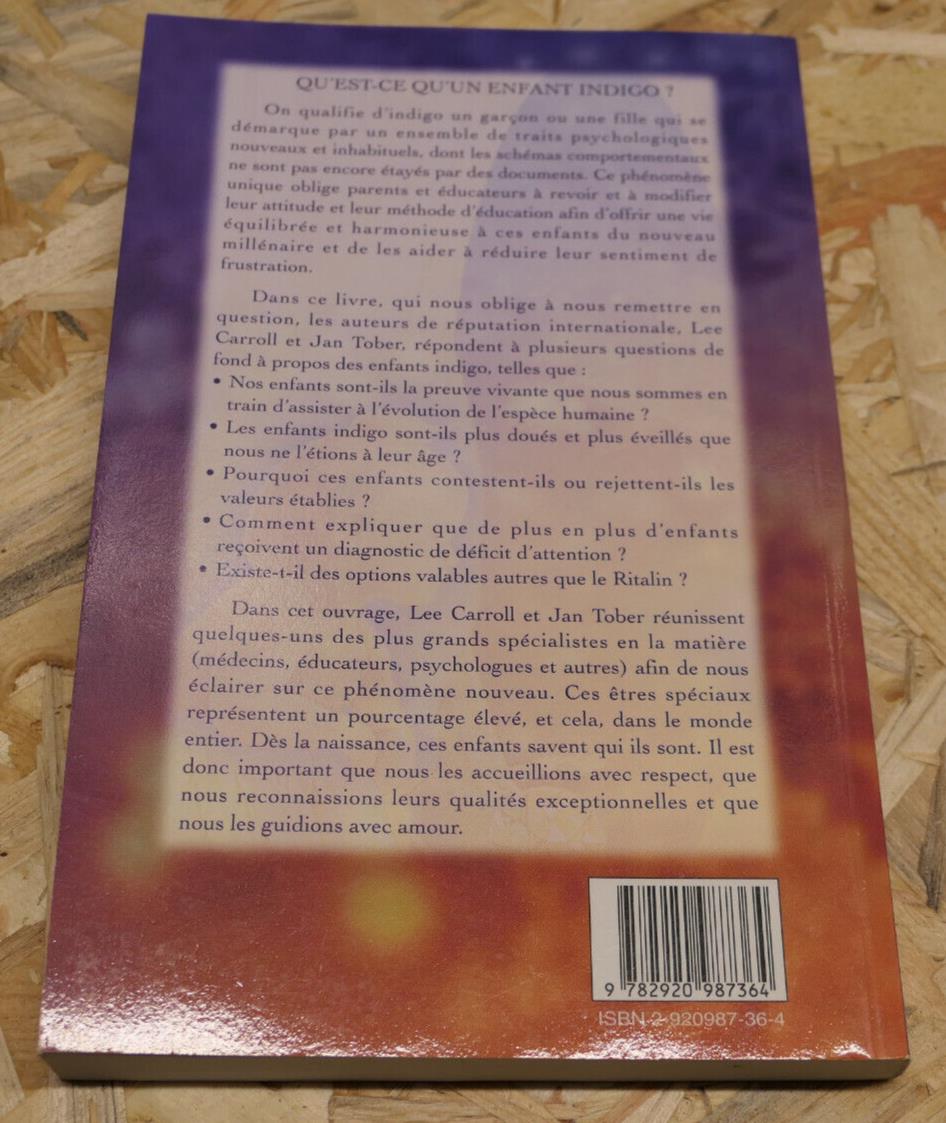 QU'EST-CE QU'UN ENFANT INDIGO ?
On qualifie d'indigo un garçon ou une fille qui se
démarque par un ensemble de traits psychologiques
nouveaux et inhabituels, dont les schémas comportementaux
ne sont pas encore étayés par des documents. Ce phénomène
unique oblige parents et éducateurs à revoir et à modifier
leur attitude et leur méthode d'éducation afin d'offrir une vie
équilibrée et harmonieuse à ces enfants du nouveau
millénaire et de les aider à réduire leur sentiment de
frustration.
Dans ce livre, qui nous oblige à nous remettre en
question, les auteurs de réputation internationale, Lee
Carroll et Jan Tober, répondent à plusieurs questions de
fond à propos des enfants indigo, telles que :
• Nos enfants sont-ils la preuve vivante que nous sommes en
train d'assister à l'évolution de l'espèce humaine ?
• Les enfants indigo sont-ils plus doués et plus éveillés que
nous ne l'étions à leur âge ?
• Pourquoi ces enfants contestent-ils ou rejettent-ils les
valeurs établies ?
• Comment expliquer que de plus en plus d'enfants
reçoivent un diagnostic de déficit d'attention ?
• Existe-t-il des options valables autres que le Ritalin ?
Dans cet ouvrage, Lee Carroll et Jan Tober réunissent
quelques-uns des plus grands spécialistes en la matière
(médecins, éducateurs, psychologues et autres) afin de nous
éclairer sur ce phénomène nouveau. Ces êtres spéciaux
représentent un pourcentage élevé, et cela, dans le monde
entier. Dès la naissance, ces enfants savent qui ils sont. Il est
donc important que nous les accueillions avec respect, que
nous reconnaissions leurs qualités exceptionnelles et que
nous les guidions avec amour.
9 782920 987364
ISBN 2-920987-36-4